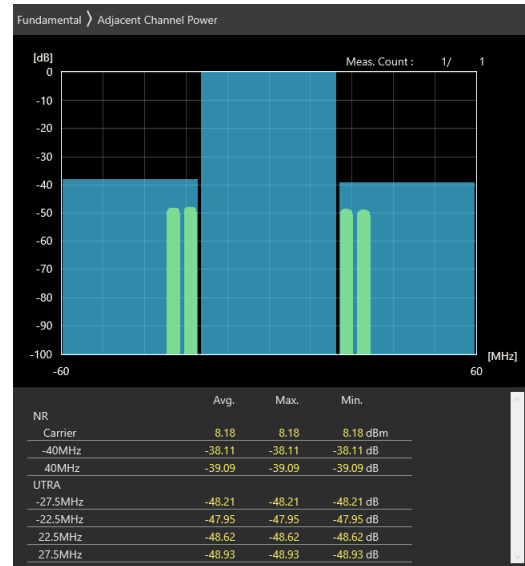 Fundamental 〉 Adjacent Channel Power
[dB]
Meas. Count : 1/ 1
0
-10
-20
-30
-40
-50
-60
-70
-80
-90
-100
[MHz]
-60 60
Avg. Max. Min.
NR
Carrier 8.18 8.18 8.18 dBm
-40MHz -38.11 -38.11 -38.11 dB
40MHz -39.09 -39.09 -39.09 dB
UTRA
-27.5MHz -48.21 -48.21 -48.21 dB
-22.5MHz -47.95 -47.95 -47.95 dB
22.5MHz -48.62 -48.62 -48.62 dB
27.5MHz -48.93 -48.93 -48.93 dB